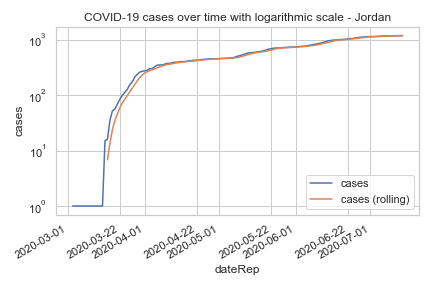 COVID-19 cases over time with logarithmic scale - Jordan
cases
10³
10²
10¹
10⁰
cases
cases (rolling)
2020-03-01
2020-03-22
2020-04-01
2020-04-22
2020-05-01
2020-05-22
2020-06-01
2020-06-22
2020-07-01
dateRep